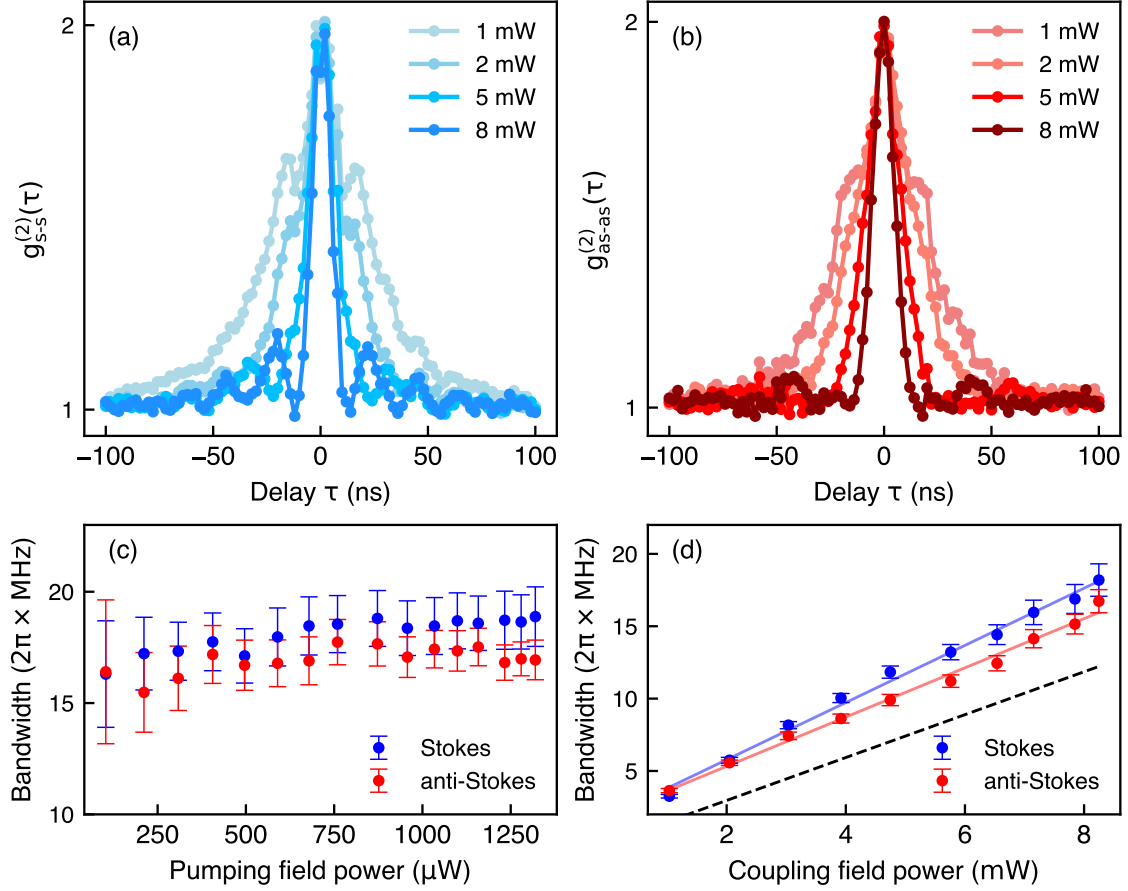 (a)
1 mW
2 mW
5 mW
8 mW
2
1
g(2)s-s(τ)
−100
−50
0
50
100
Delay τ (ns)
(b)
1 mW
2 mW
5 mW
8 mW
2
1
g(2)as-as(τ)
−100
−50
0
50
100
Delay τ (ns)
(c)
20
15
10
Bandwidth (2π × MHz)
Stokes
anti-Stokes
250
500
750
1000
1250
Pumping field power (μW)
(d)
20
15
10
5
Bandwidth (2π × MHz)
Stokes
anti-Stokes
2
4
6
8
Coupling field power (mW)